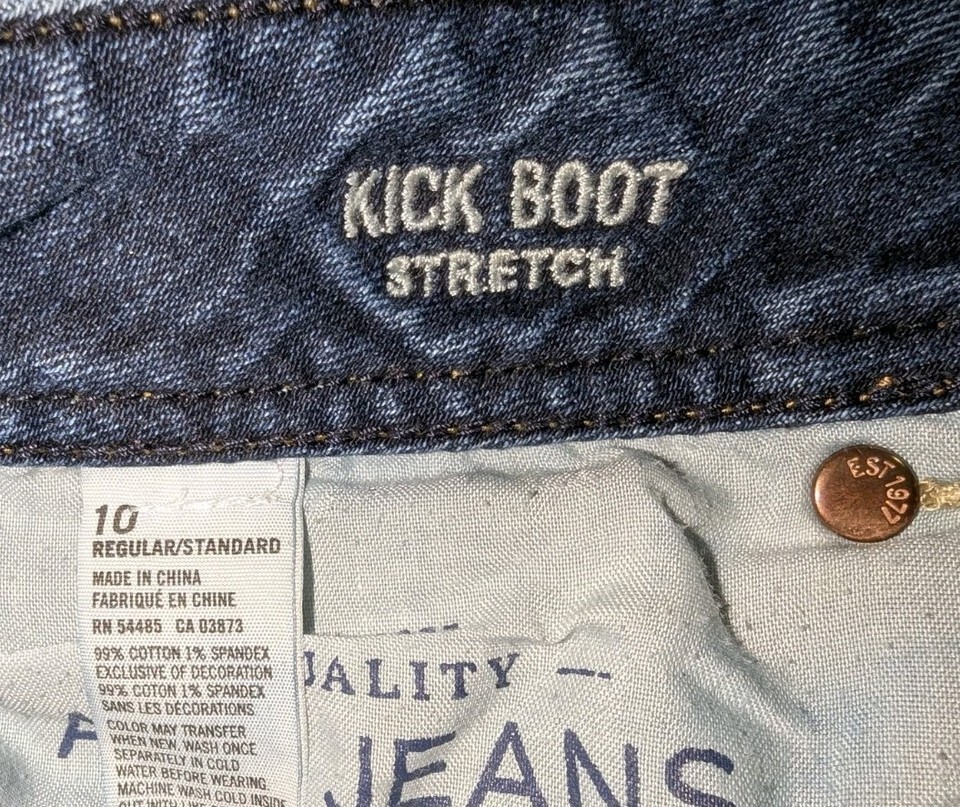 KICK BOOT
STRETCH
EST 1977
10
REGULAR/STANDARD
MADE IN CHINA
FABRIQUÉ EN CHINE
RN 54485 CA 03873
99% COTTON 1% SPANDEX
EXCLUSIVE OF DECORATION
99% COTON 1% SPANDEX
SANS LES DÉCORATIONS
COLOR MAY TRANSFER
WHEN NEW. WASH ONCE
SEPARATELY IN COLD
WATER BEFORE WEARING
MACHINE WASH COLD INSIDE
OUT WITH
UALITY —
JEANS